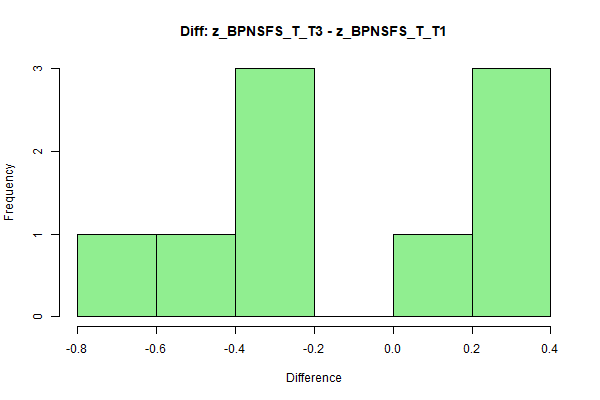 Diff: z_BPNSFS_T_T3 - z_BPNSFS_T_T1
Frequency
3
2
1
0
-0.8 -0.6 -0.4 -0.2 0.0 0.2 0.4
Difference